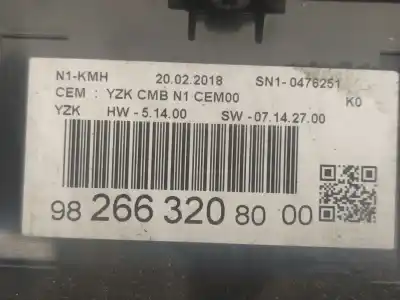 N1-KMH 20.02.2018 SN1- 0476251
CEM : YZK CMB N1 CEM00 K0
YZK HW - 5.14.00 SW - 07.14.27.00
98 266 320 80 00